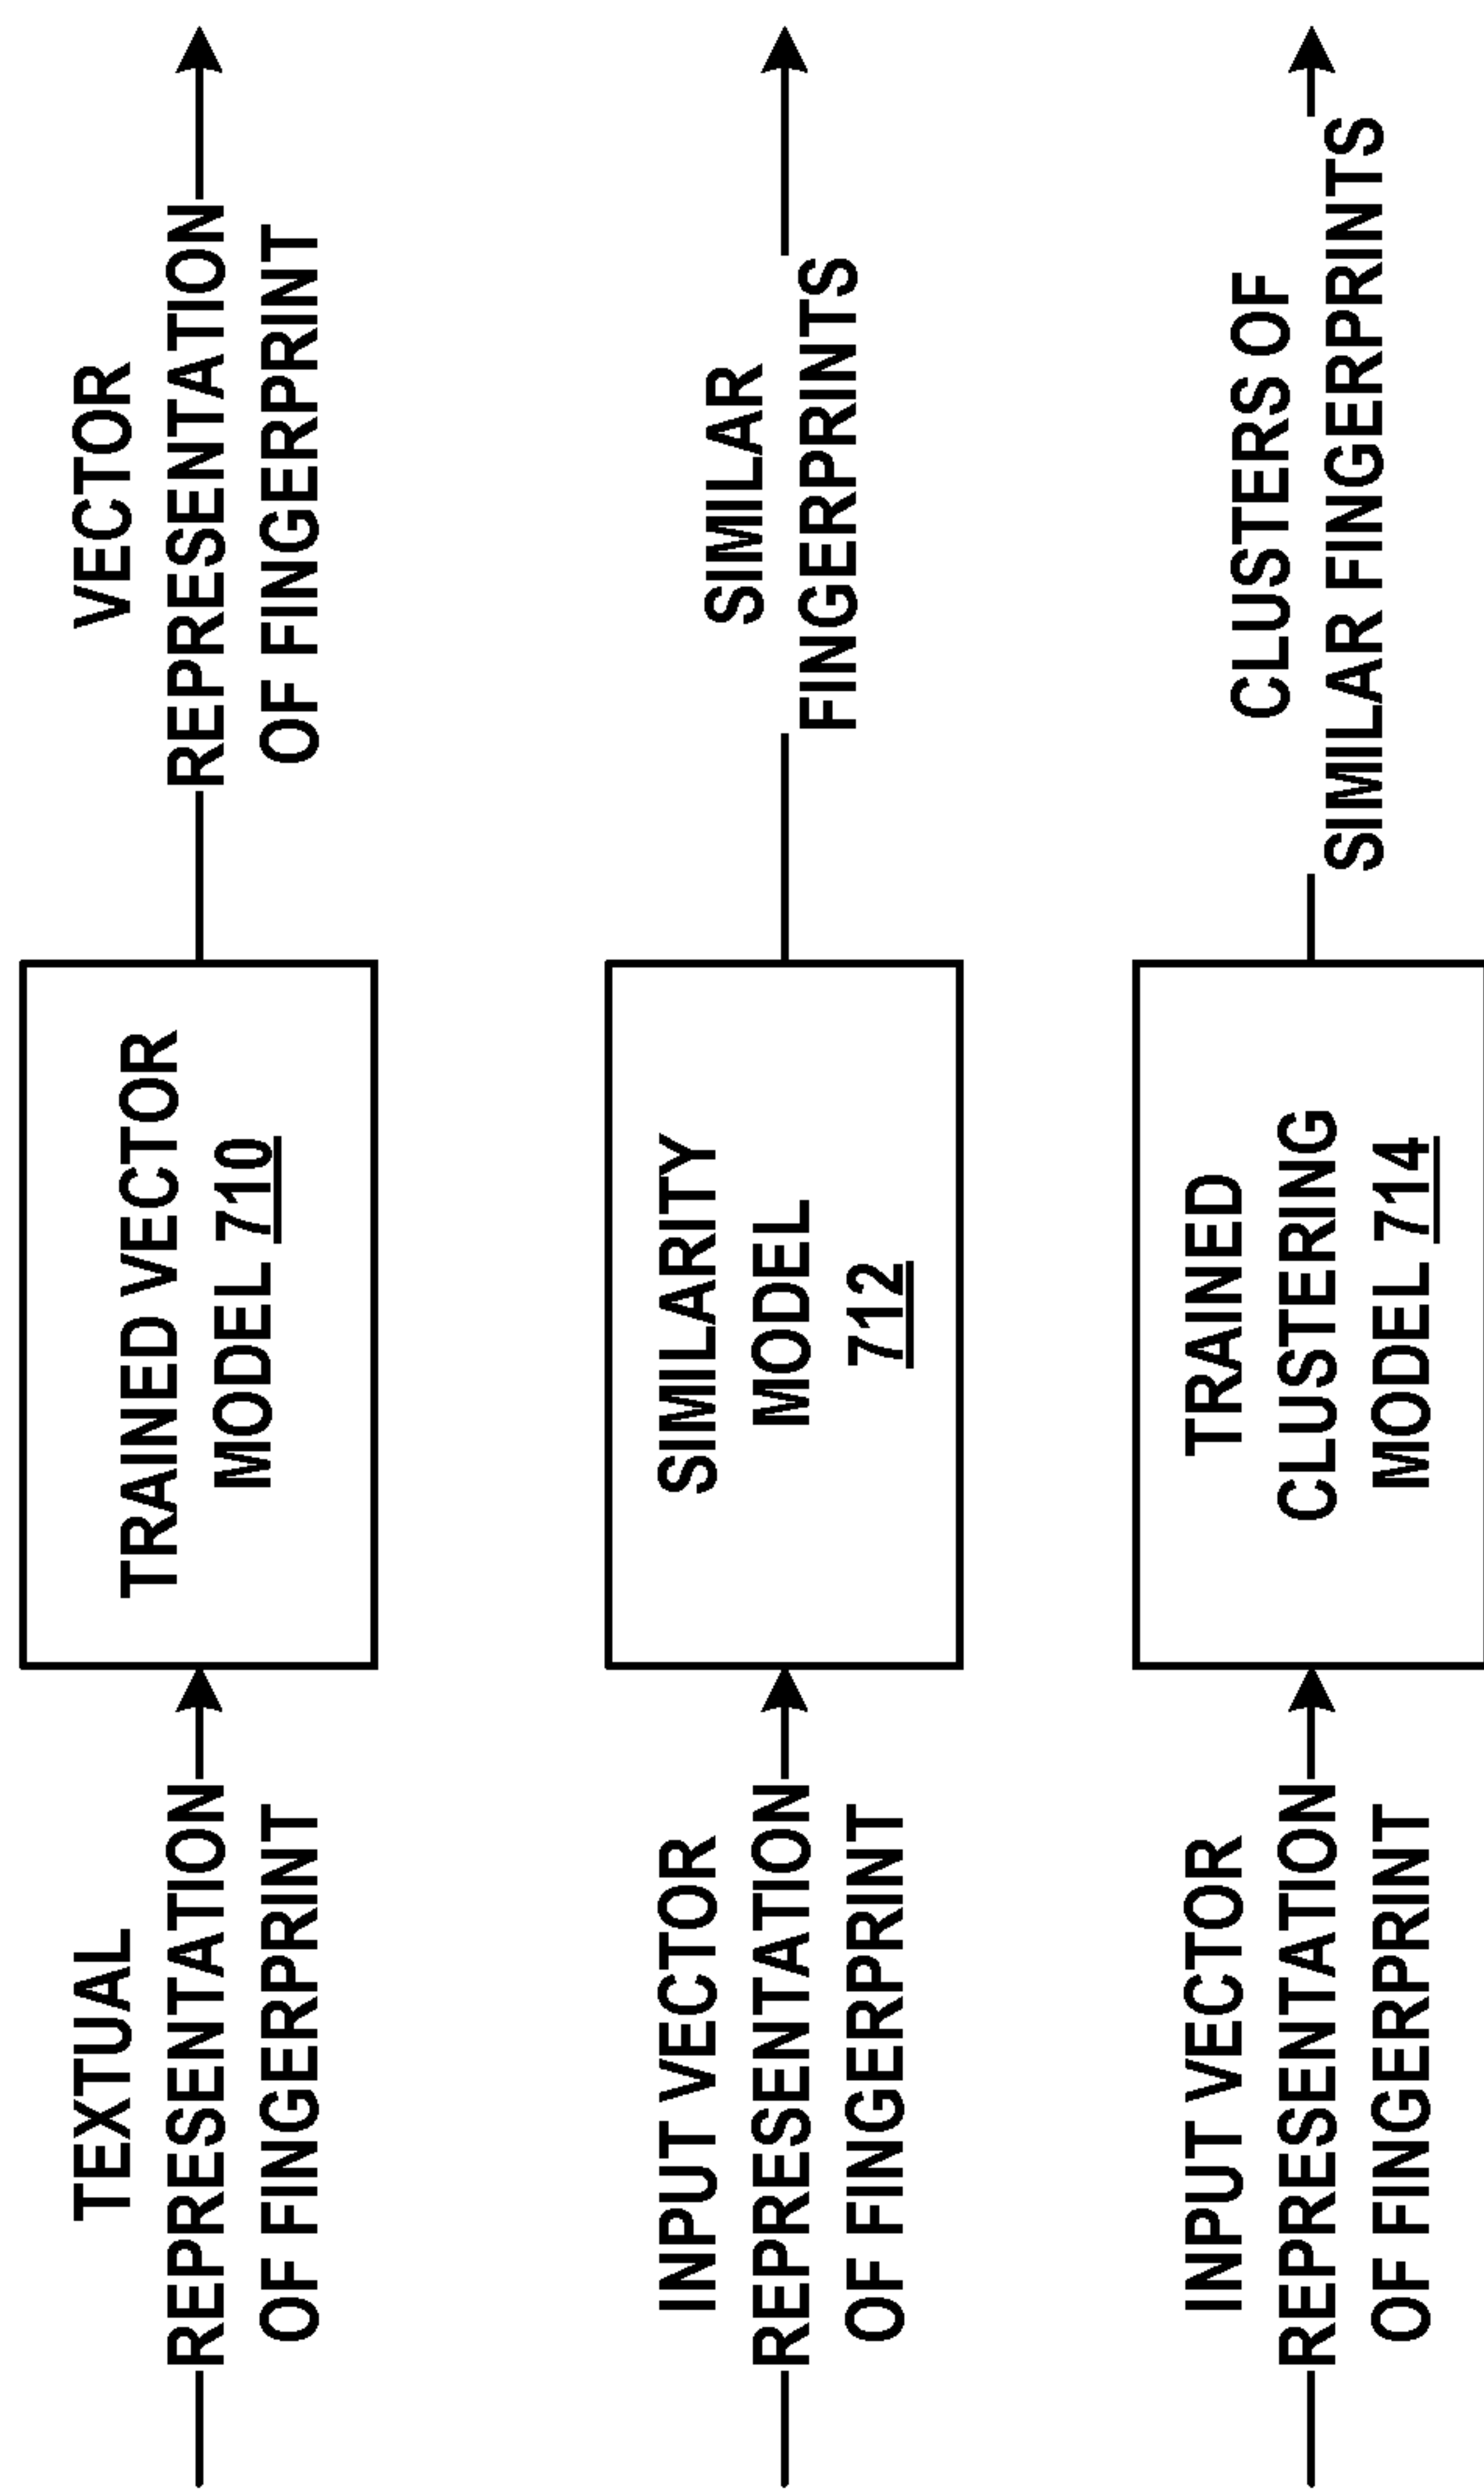 TEXTUAL
REPRESENTATION
OF FINGERPRINT
TRAINED VECTOR
MODEL 710
VECTOR
REPRESENTATION
OF FINGERPRINT
INPUT VECTOR
REPRESENTATION
OF FINGERPRINT
SIMILARITY
MODEL
712
SIMILAR
FINGERPRINTS
INPUT VECTOR
REPRESENTATION
OF FINGERPRINT
TRAINED
CLUSTERING
MODEL 714
CLUSTERS OF
SIMILAR FINGERPRINTS